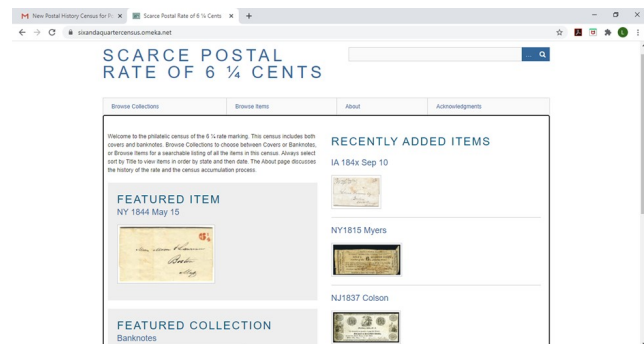 New Postal History Census for Po
Scarce Postal Rate of 6 ¼ Cents
sixandaquartercensus.omeka.net
SCARCE POSTAL
RATE OF 6 ¼ CENTS
Browse Collections
Browse Items
About
Acknowledgments
Welcome to the philatelic census of the 6 ¼ rate marking. This census includes both
covers and banknotes. Browse Collections to choose between Covers or Banknotes,
or Browse Items for a searchable listing of all the items in this census. Always select
sort by Title to view items in order by state and then date. The About page discusses
the history of the rate and the census accumulation process.
FEATURED ITEM
NY 1844 May 15
Boston
FEATURED COLLECTION
Banknotes
RECENTLY ADDED ITEMS
IA 184x Sep 10
NY1815 Myers
NJ1837 Colson